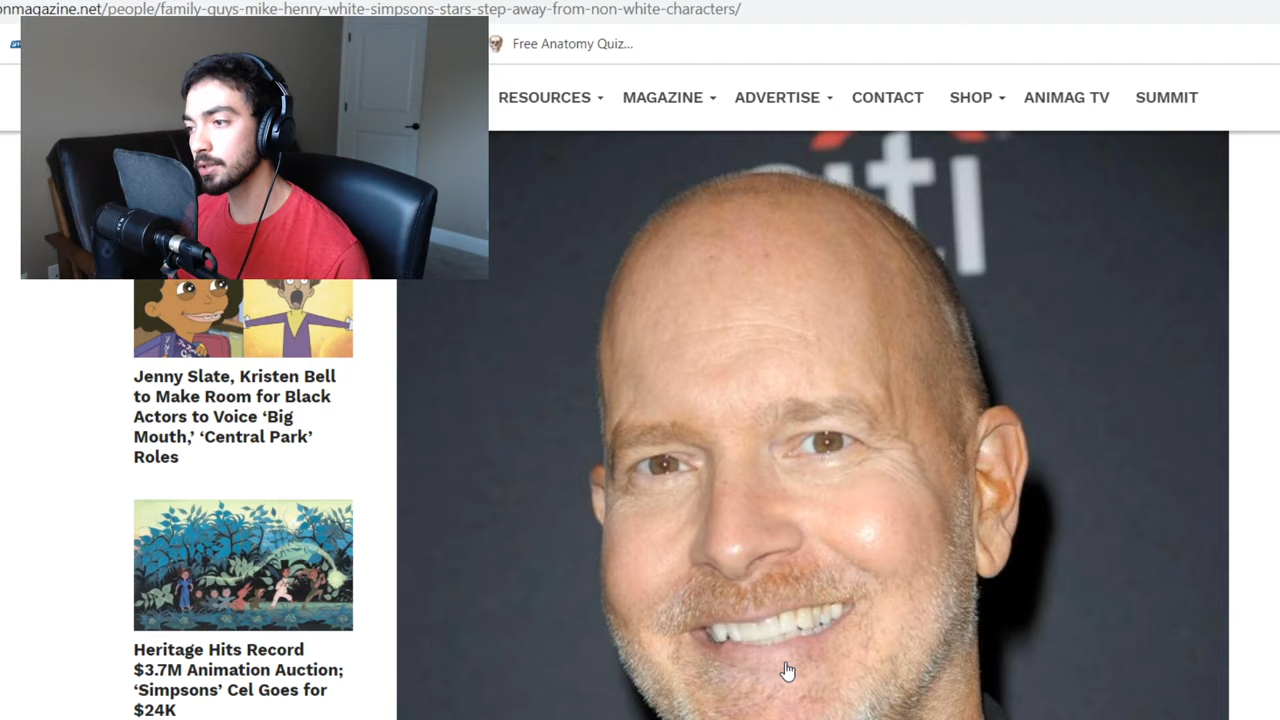 onmagazine.net/people/family-guys-mike-henry-white-simpsons-stars-step-away-from-non-white-characters/
Free Anatomy Quiz...
RESOURCES MAGAZINE ADVERTISE CONTACT SHOP ANIMAG TV SUMMIT
citi
Jenny Slate, Kristen Bell
to Make Room for Black
Actors to Voice ‘Big
Mouth,’ ‘Central Park’
Roles
Heritage Hits Record
$3.7M Animation Auction;
‘Simpsons’ Cel Goes for
$24K